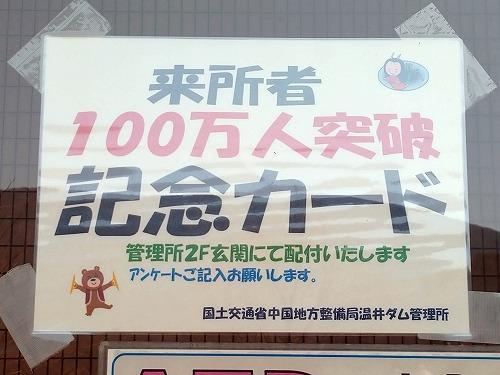 来所者
100万人突破
記念カード
管理所2F玄関にて配付いたします
アンケートご記入お願いします。
国土交通省中国地方整備局温井ダム管理所